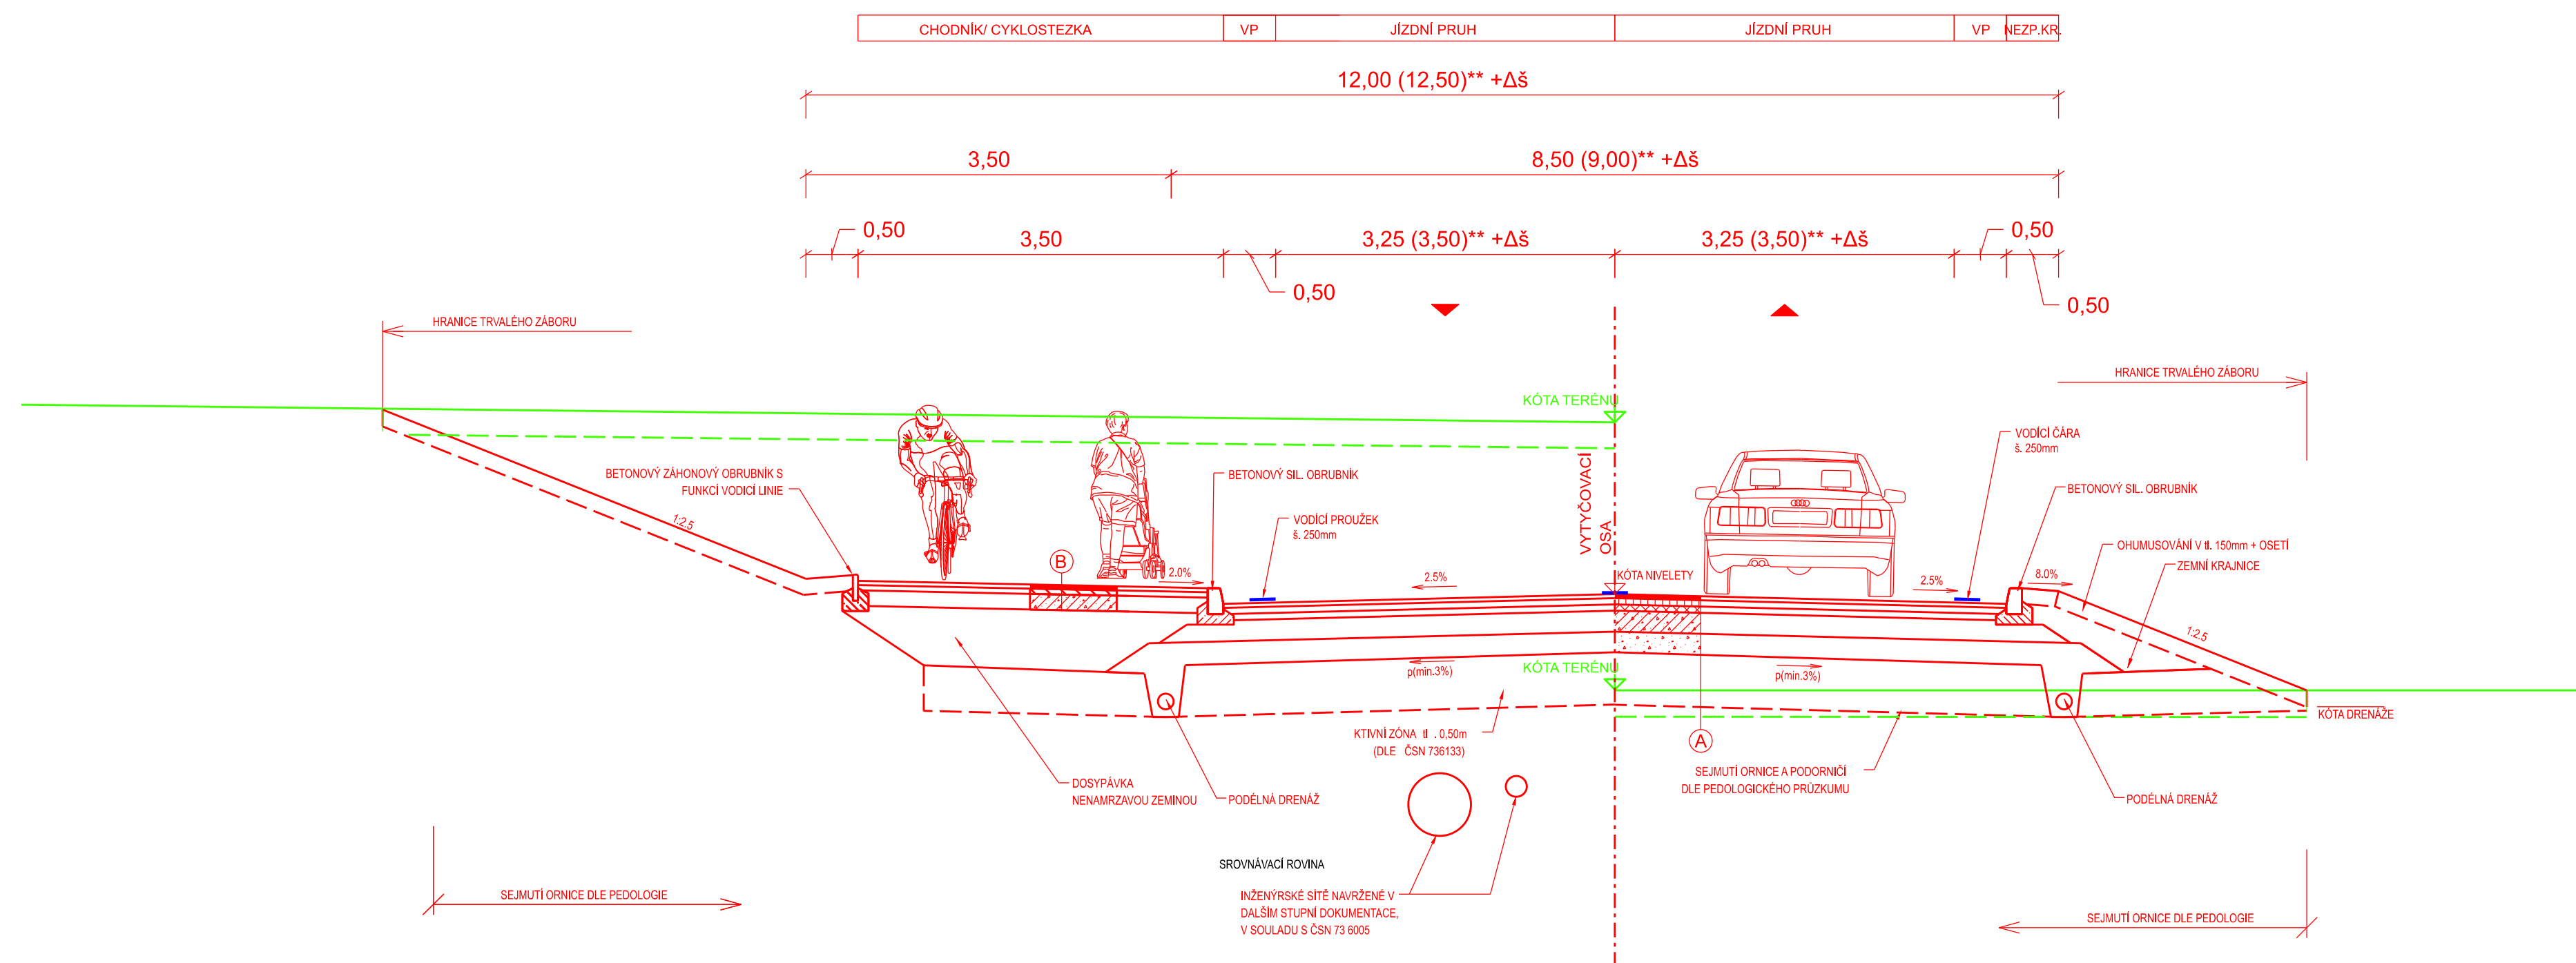 CHODNÍK/ CYKLOSTEZKA VP JÍZDNÍ PRUH JÍZDNÍ PRUH VP NEZP.KR.
12,00 (12,50)** +Δš
3,50 8,50 (9,00)** +Δš
0,50 3,50 3,25 (3,50)** +Δš 3,25 (3,50)** +Δš 0,50
0,50 0,50
HRANICE TRVALÉHO ZÁBORU
HRANICE TRVALÉHO ZÁBORU
KÓTA TERÉNU
VODÍCÍ ČÁRA
š. 250mm
BETONOVÝ ZÁHONOVÝ OBRUBNÍK S
FUNKCÍ VODICÍ LINIE
BETONOVÝ SIL. OBRUBNÍK
BETONOVÝ SIL. OBRUBNÍK
VODÍCÍ PROUŽEK
š. 250mm
VYTYČOVACÍ
OSA
1:2.5
OHUMUSOVÁNÍ V tl. 150mm + OSETÍ
ZEMNÍ KRAJNICE
B
2.0%
2.5%
KÓTA NIVELETY
2.5%
8.0%
1:2.5
KÓTA TERÉNU
p(min.3%)
p(min.3%)
KÓTA DRENÁŽE
KTIVNÍ ZÓNA tl . 0,50m
(DLE ČSN 736133)
A
SEJMUTÍ ORNICE A PODORNIČÍ
DLE PEDOLOGICKÉHO PRŮZKUMU
DOSYPÁVKA
NENAMRZAVOU ZEMINOU
PODÉLNÁ DRENÁŽ
PODÉLNÁ DRENÁŽ
SROVNÁVACÍ ROVINA
SEJMUTÍ ORNICE DLE PEDOLOGIE
INŽENÝRSKÉ SÍTĚ NAVRŽENÉ V
DALŠÍM STUPNÍ DOKUMENTACE,
V SOULADU S ČSN 73 6005
SEJMUTÍ ORNICE DLE PEDOLOGIE